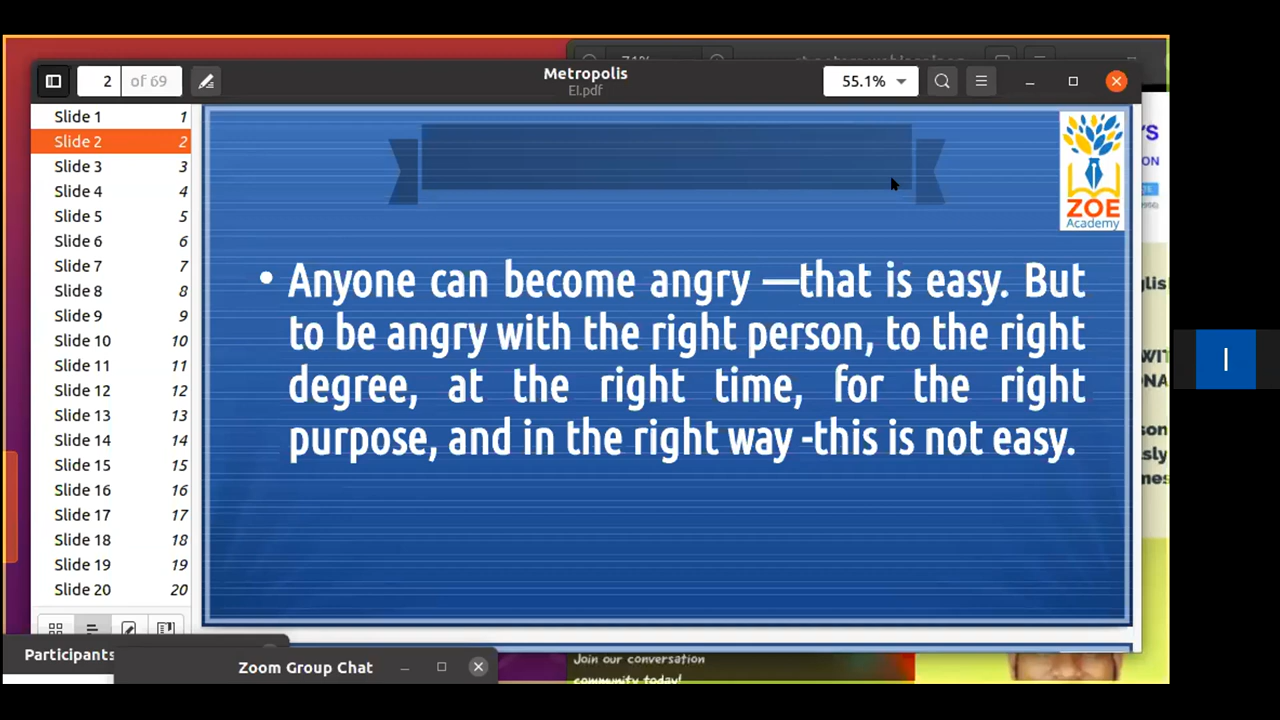 2 of 69
Metropolis
EI.pdf
55.1%
Slide 1 1
Slide 2 2
Slide 3 3
Slide 4 4
Slide 5 5
Slide 6 6
Slide 7 7
Slide 8 8
Slide 9 9
Slide 10 10
Slide 11 11
Slide 12 12
Slide 13 13
Slide 14 14
Slide 15 15
Slide 16 16
Slide 17 17
Slide 18 18
Slide 19 19
Slide 20 20
ZOE
Academy
• Anyone can become angry —that is easy. But
to be angry with the right person, to the right
degree, at the right time, for the right
purpose, and in the right way -this is not easy.
Participants
Zoom Group Chat
Join our conversation
community today!
I